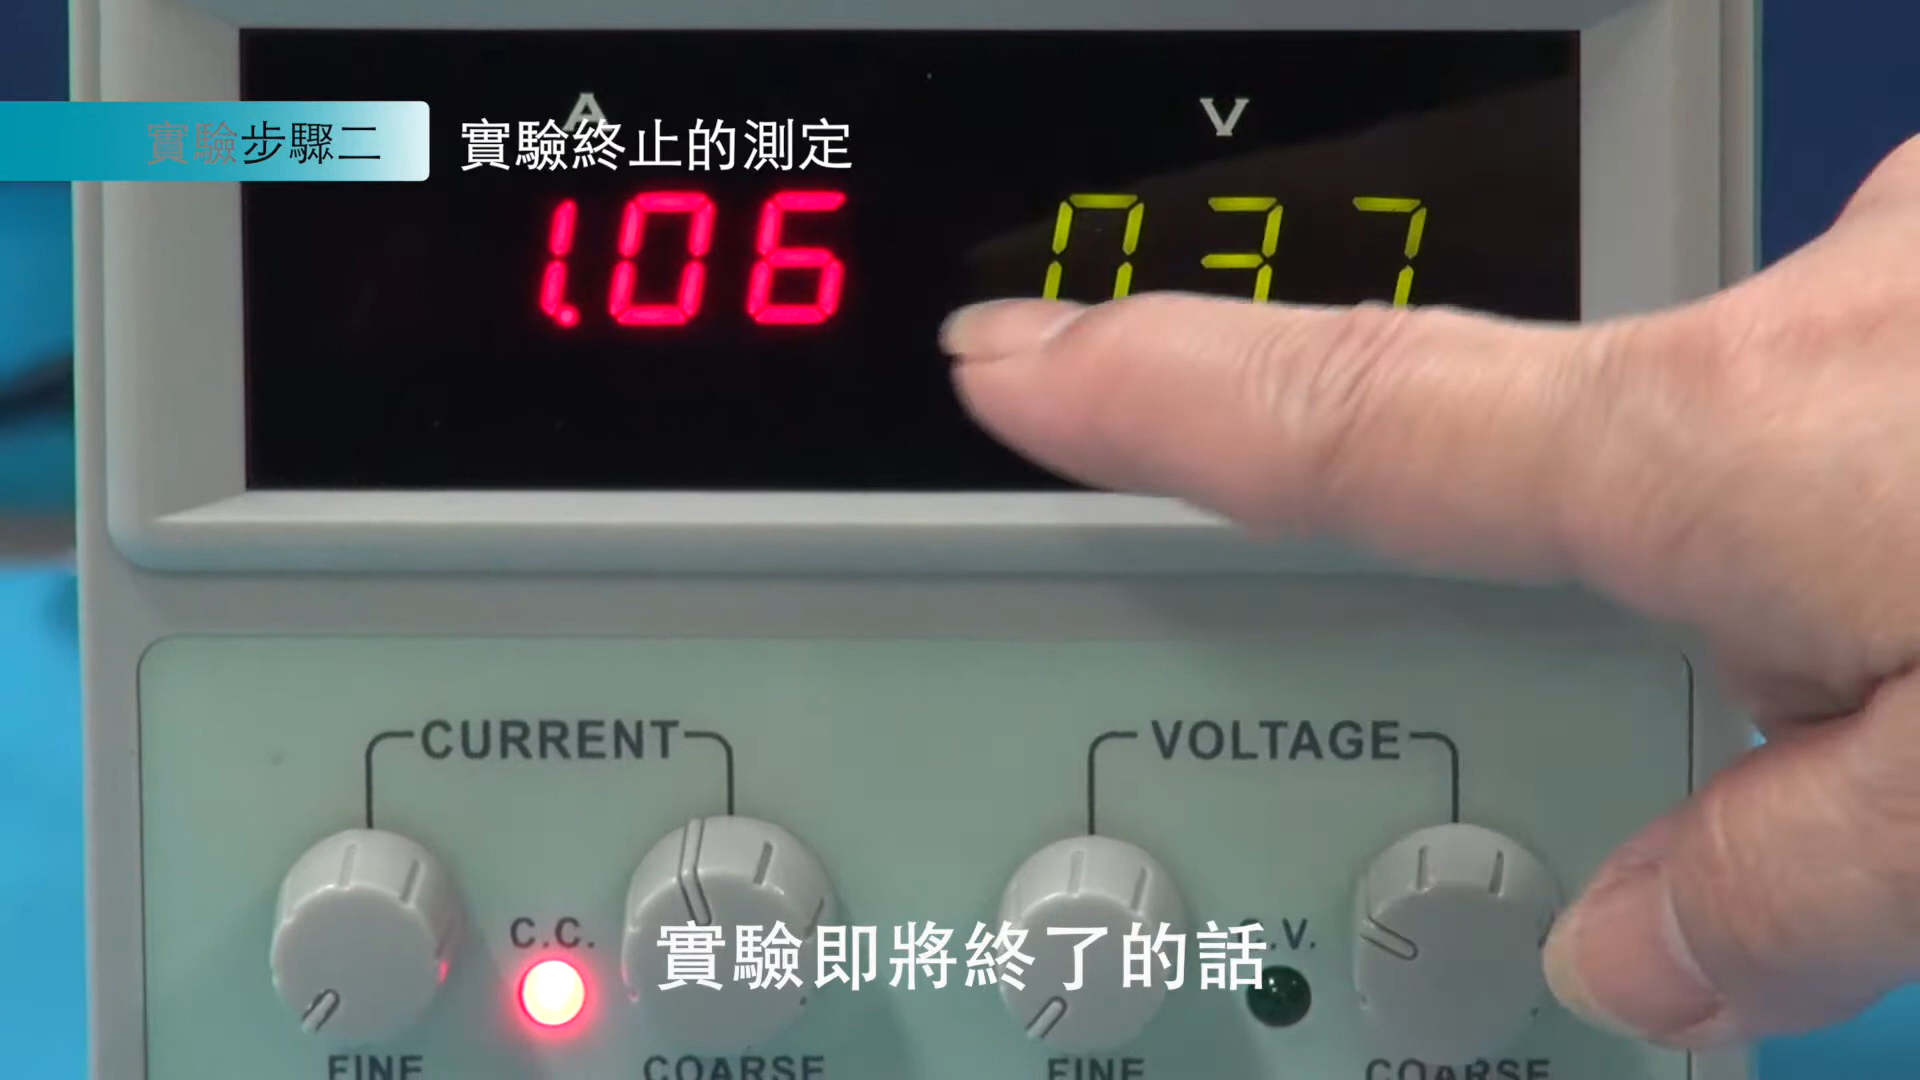 A V
實驗步驟二 實驗終止的測定
1.06 037
CURRENT VOLTAGE
C.C. .V.
實驗即將終了的話
FINE COARSE FINE COARSE